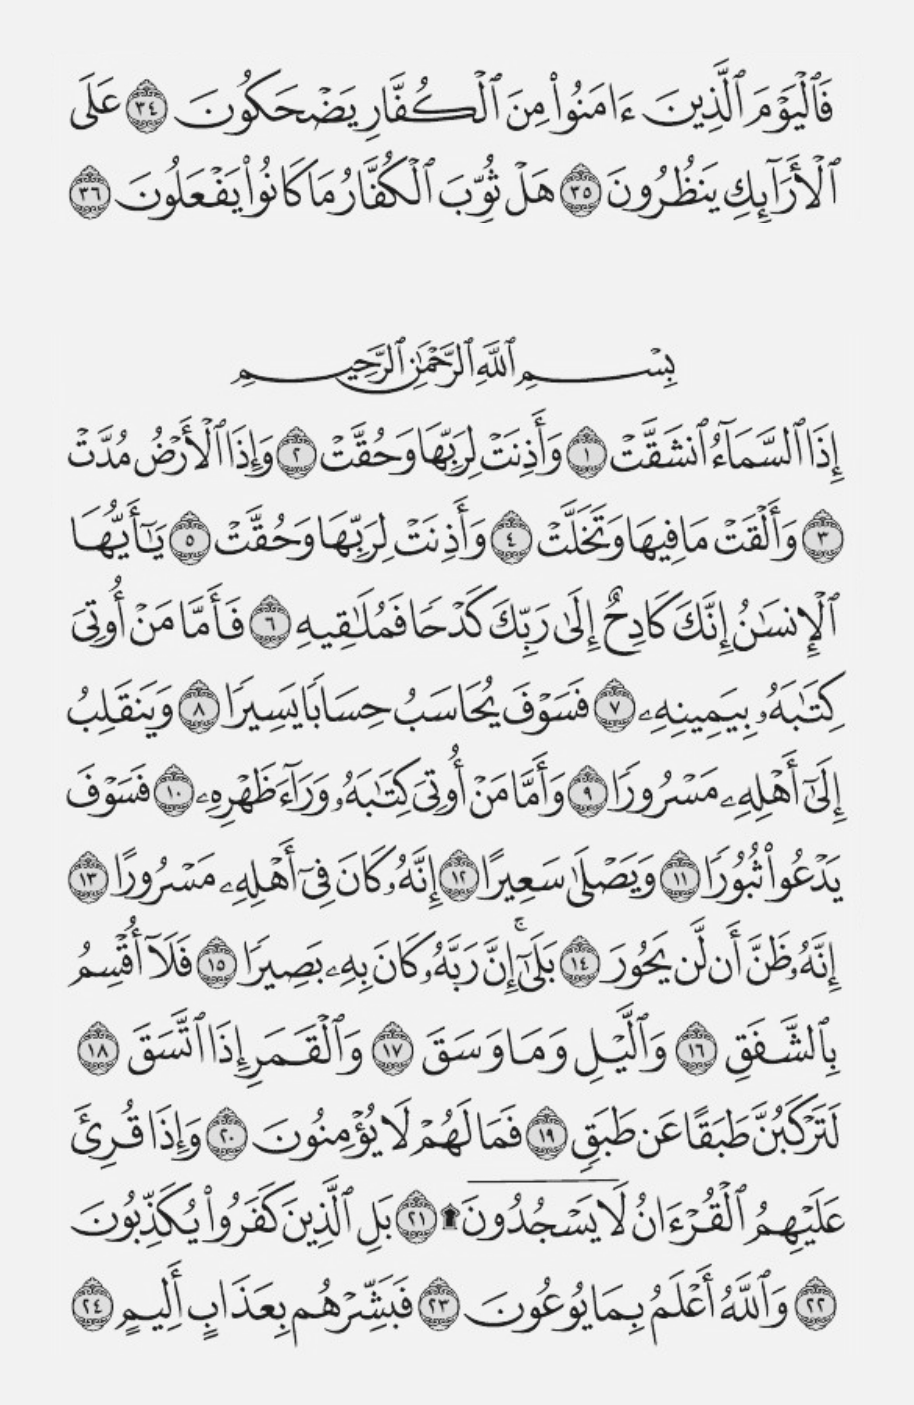 فَٱلۡيَوۡمَ ٱلَّذِينَ ءَامَنُواْ مِنَ ٱلۡكُفَّارِ يَضۡحَكُونَ ٣٤ عَلَى
ٱلۡأَرَآئِكِ يَنظُرُونَ ٣٥ هَلۡ ثُوِّبَ ٱلۡكُفَّارُ مَا كَانُواْ يَفۡعَلُونَ ٣٦
بِسۡمِ ٱللَّهِ ٱلرَّحۡمَٰنِ ٱلرَّحِيمِ
إِذَا ٱلسَّمَآءُ ٱنشَقَّتۡ ١ وَأَذِنَتۡ لِرَبِّهَا وَحُقَّتۡ ٢ وَإِذَا ٱلۡأَرۡضُ مُدَّتۡ
٣ وَأَلۡقَتۡ مَا فِيهَا وَتَخَلَّتۡ ٤ وَأَذِنَتۡ لِرَبِّهَا وَحُقَّتۡ ٥ يَٰٓأَيُّهَا
ٱلۡإِنسَٰنُ إِنَّكَ كَادِحٌ إِلَىٰ رَبِّكَ كَدۡحٗا فَمُلَٰقِيهِ ٦ فَأَمَّا مَنۡ أُوتِيَ
كِتَٰبَهُۥ بِيَمِينِهِۦ ٧ فَسَوۡفَ يُحَاسَبُ حِسَابٗا يَسِيرٗا ٨ وَيَنقَلِبُ
إِلَىٰٓ أَهۡلِهِۦ مَسۡرُورٗا ٩ وَأَمَّا مَنۡ أُوتِيَ كِتَٰبَهُۥ وَرَآءَ ظَهۡرِهِۦ ١٠ فَسَوۡفَ
يَدۡعُواْ ثُبُورٗا ١١ وَيَصۡلَىٰ سَعِيرًا ١٢ إِنَّهُۥ كَانَ فِيٓ أَهۡلِهِۦ مَسۡرُورًا ١٣
إِنَّهُۥ ظَنَّ أَن لَّن يَحُورَ ١٤ بَلَىٰٓۚ إِنَّ رَبَّهُۥ كَانَ بِهِۦ بَصِيرٗا ١٥ فَلَآ أُقۡسِمُ
بِٱلشَّفَقِ ١٦ وَٱلَّيۡلِ وَمَا وَسَقَ ١٧ وَٱلۡقَمَرِ إِذَا ٱتَّسَقَ ١٨
لَتَرۡكَبُنَّ طَبَقًا عَن طَبَقٖ ١٩ فَمَا لَهُمۡ لَا يُؤۡمِنُونَ ٢٠ وَإِذَا قُرِئَ
عَلَيۡهِمُ ٱلۡقُرۡءَانُ لَا يَسۡجُدُونَۤ۩ ٢١ بَلِ ٱلَّذِينَ كَفَرُواْ يُكَذِّبُونَ
٢٢ وَٱللَّهُ أَعۡلَمُ بِمَا يُوعُونَ ٢٣ فَبَشِّرۡهُم بِعَذَابٍ أَلِيمٍ ٢٤